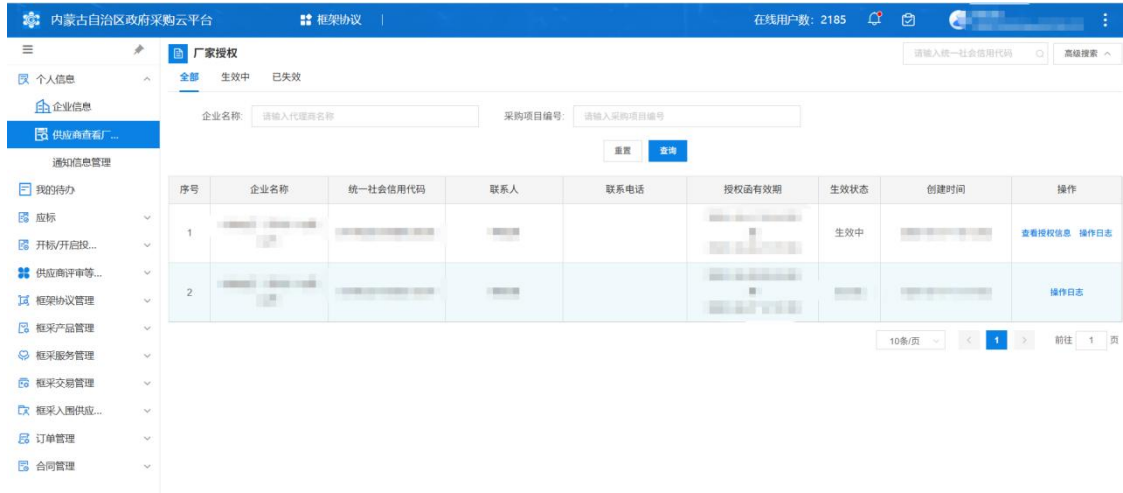 内蒙古自治区政府采购云平台
框架协议
在线用户数: 2185
厂家授权
请输入统一社会信用代码
高级搜索
全部 生效中 已失效
个人信息
企业信息
供应商查看厂...
通知信息管理
我的待办
应标
开标/开启投...
供应商评审等...
框架协议管理
框采产品管理
框采服务管理
框采交易管理
框采入围供应...
订单管理
合同管理
企业名称: 请输入代理商名称 采购项目编号: 请输入采购项目编号
重置 查询
序号 企业名称 统一社会信用代码 联系人 联系电话 授权函有效期 生效状态 创建时间 操作
1 生效中 查看授权信息 操作日志
2 操作日志
10条/页 < 1 > 前往 1 页